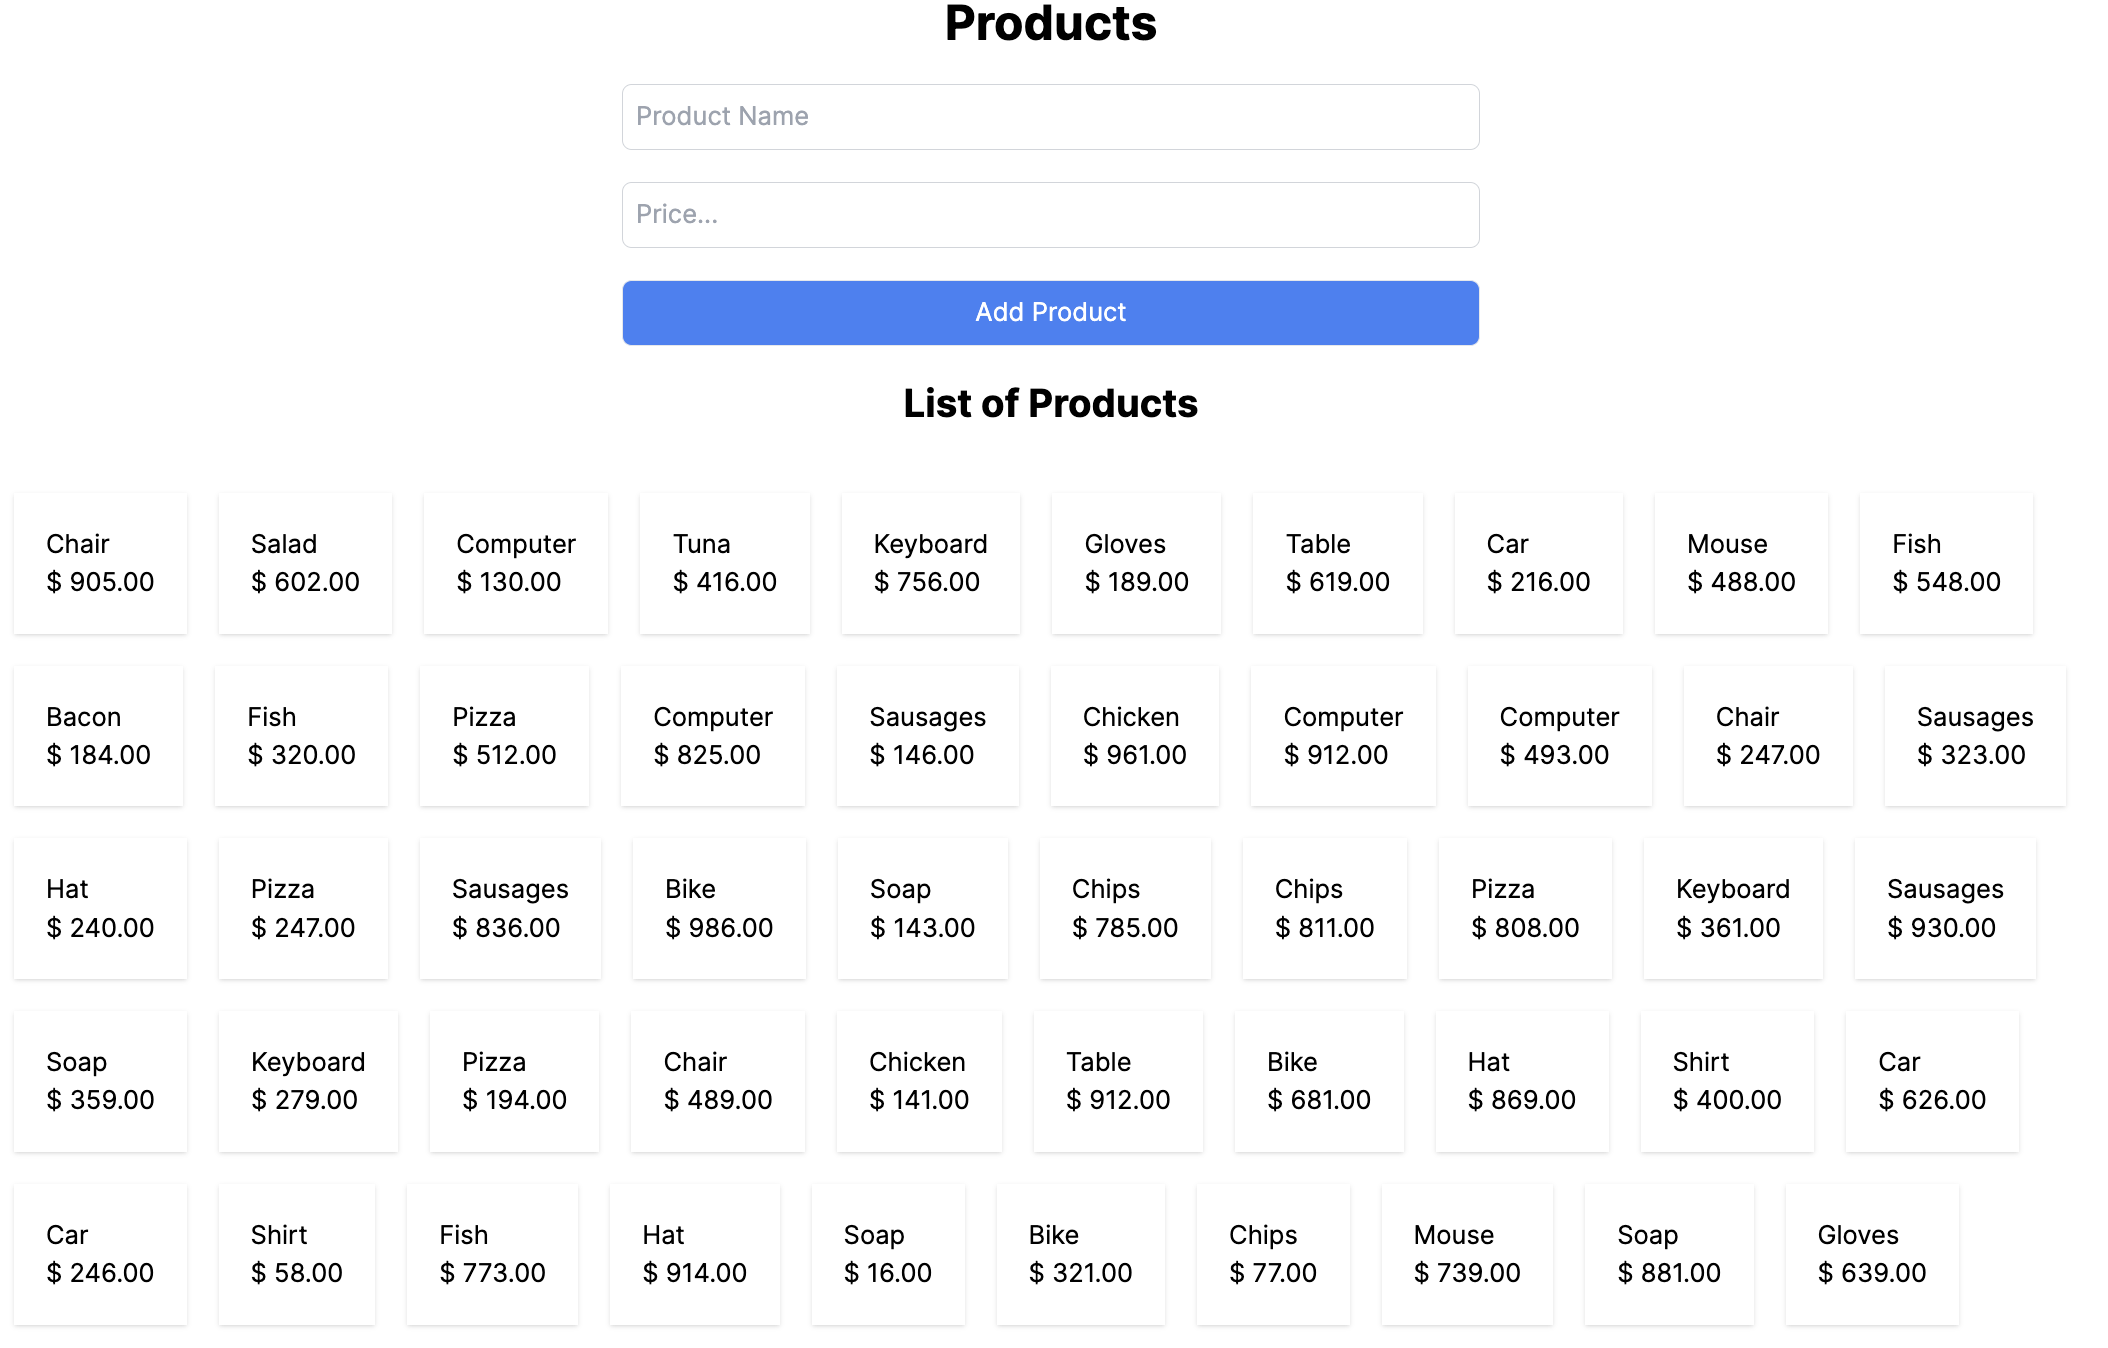 Products
Product Name
Price...
Add Product
List of Products
Chair
$ 905.00
Salad
$ 602.00
Computer
$ 130.00
Tuna
$ 416.00
Keyboard
$ 756.00
Gloves
$ 189.00
Table
$ 619.00
Car
$ 216.00
Mouse
$ 488.00
Fish
$ 548.00
Bacon
$ 184.00
Fish
$ 320.00
Pizza
$ 512.00
Computer
$ 825.00
Sausages
$ 146.00
Chicken
$ 961.00
Computer
$ 912.00
Computer
$ 493.00
Chair
$ 247.00
Sausages
$ 323.00
Hat
$ 240.00
Pizza
$ 247.00
Sausages
$ 836.00
Bike
$ 986.00
Soap
$ 143.00
Chips
$ 785.00
Chips
$ 811.00
Pizza
$ 808.00
Keyboard
$ 361.00
Sausages
$ 930.00
Soap
$ 359.00
Keyboard
$ 279.00
Pizza
$ 194.00
Chair
$ 489.00
Chicken
$ 141.00
Table
$ 912.00
Bike
$ 681.00
Hat
$ 869.00
Shirt
$ 400.00
Car
$ 626.00
Car
$ 246.00
Shirt
$ 58.00
Fish
$ 773.00
Hat
$ 914.00
Soap
$ 16.00
Bike
$ 321.00
Chips
$ 77.00
Mouse
$ 739.00
Soap
$ 881.00
Gloves
$ 639.00